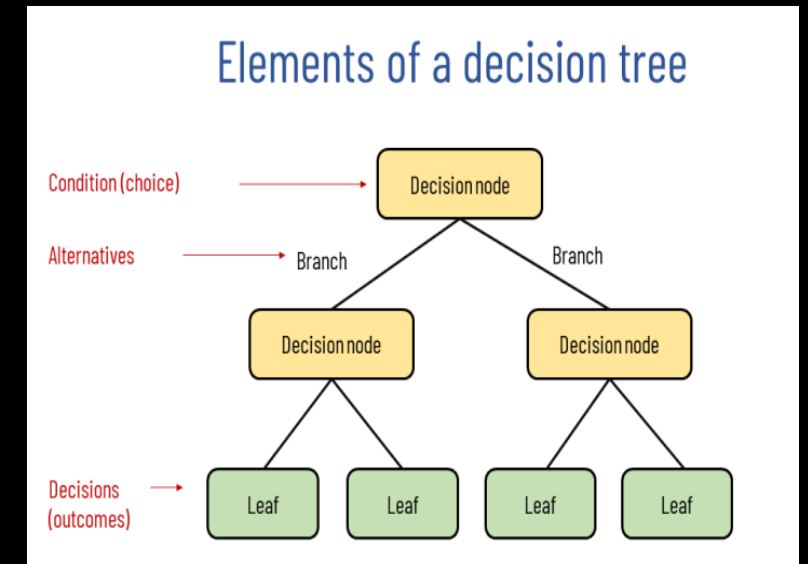 Elements of a decision tree
Condition (choice)
Decision node
Alternatives
Branch
Branch
Decision node
Decision node
Decisions
(outcomes)
Leaf
Leaf
Leaf
Leaf